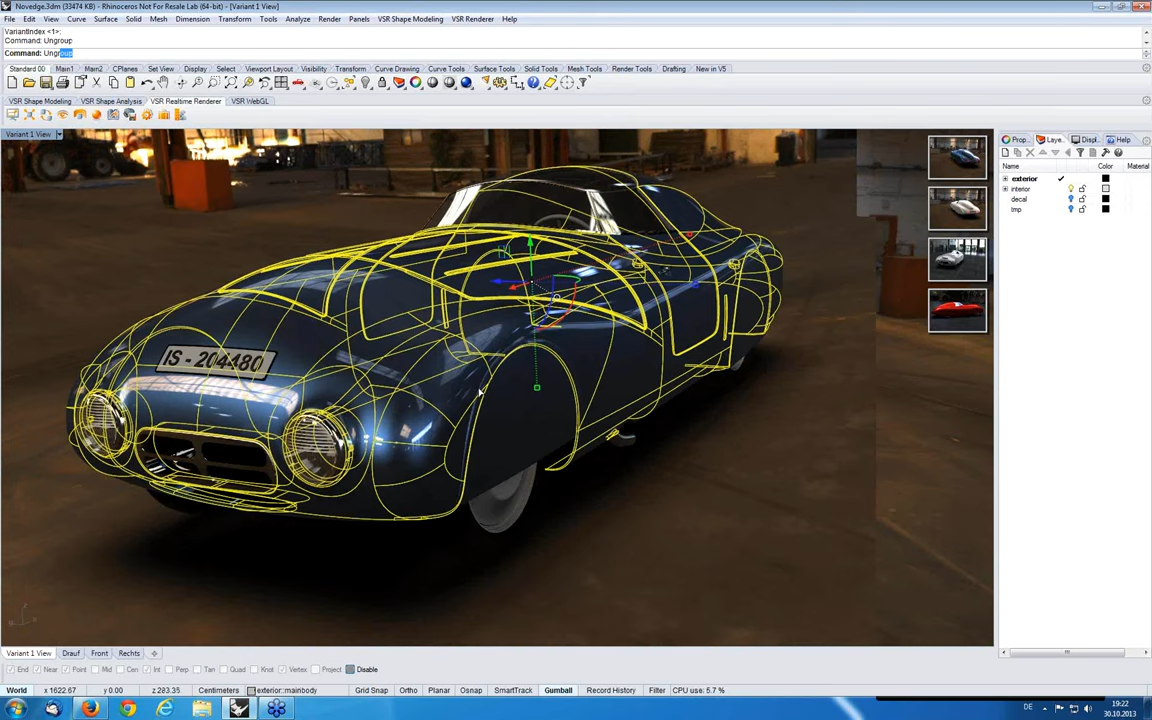 Novedge.3dm (33474 KB) - Rhinoceros Not For Resale Lab (64-bit) - [Variant 1 View]
File Edit View Curve Surface Solid Mesh Dimension Transform Tools Analyze Render Panels VSR Shape Modeling VSR Renderer Help
VariantIndex <1>:
Command: Ungroup
Command: Ungroup
Standard 00 Main1 Main2 CPlanes Set View Display Select Viewport Layout Visibility Transform Curve Drawing Curve Tools Surface Tools Solid Tools Mesh Tools Render Tools Drafting New in V5
VSR Shape Modeling VSR Shape Analysis VSR Realtime Renderer VSR WebGL
Variant 1 View
Prop... Laye... Displ... Help
Name Color Material
exterior
interior
decal
tmp
IS - 204480
Variant 1 View Drauf Front Rechts
End Near Point Mid Cen Int Perp Tan Quad Knot Vertex Project Disable
World x 1622.67 y 0.00 z 283.35 Centimeters exterior::mainbody Grid Snap Ortho Planar Osnap SmartTrack Gumball Record History Filter CPU use: 5.7 %
DE 19:22
30.10.2013